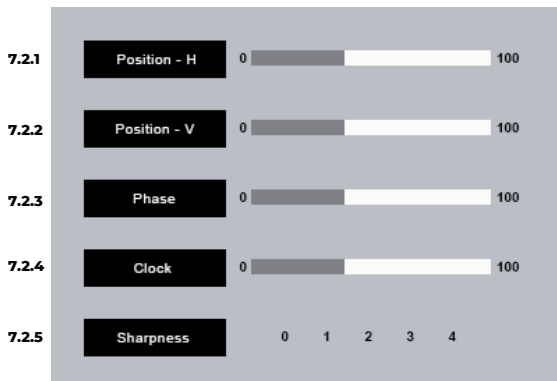 7.2.1 Position - H 0 100
7.2.2 Position - V 0 100
7.2.3 Phase 0 100
7.2.4 Clock 0 100
7.2.5 Sharpness 0 1 2 3 4